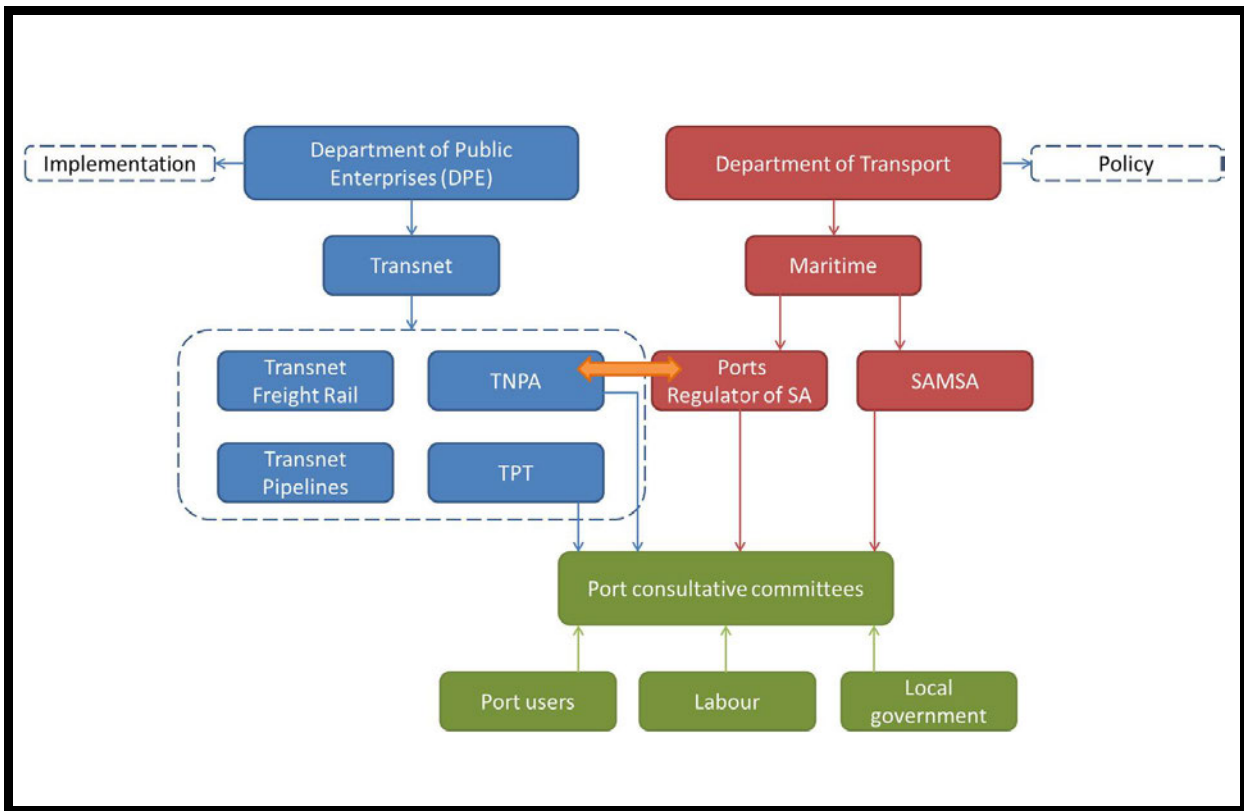 Implementation
Department of Public
Enterprises (DPE)
Department of Transport
Policy
Transnet
Maritime
Transnet
Freight Rail
TNPA
Ports
Regulator of SA
SAMSA
Transnet
Pipelines
TPT
Port consultative committees
Port users
Labour
Local
government